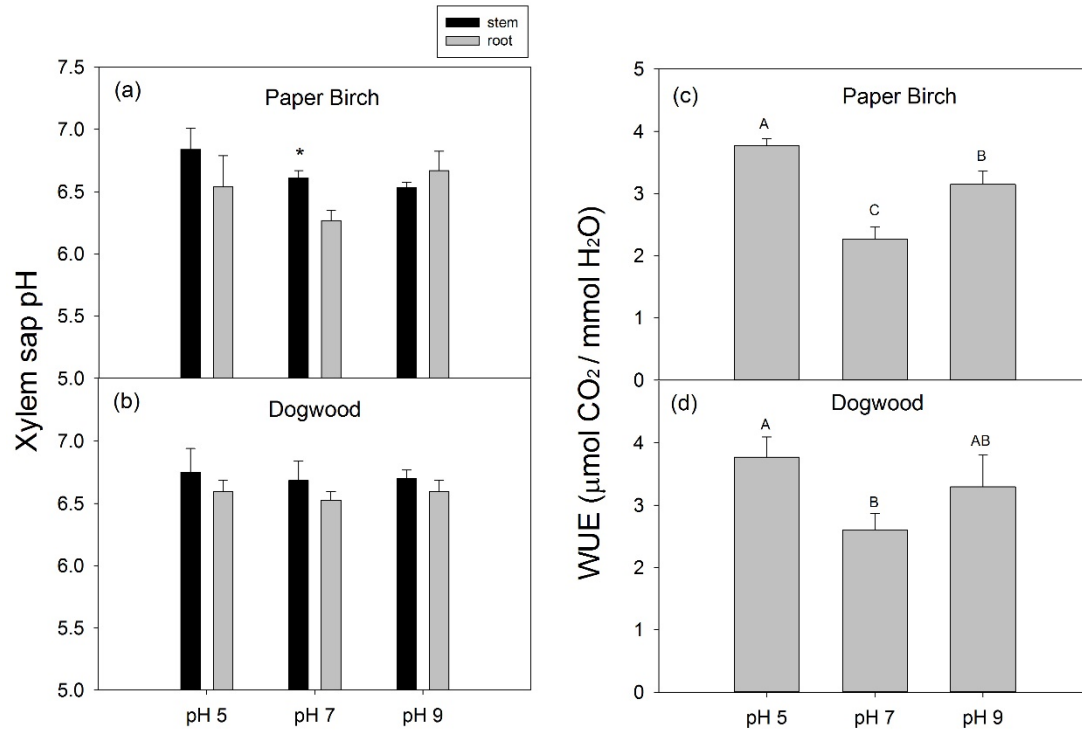 stem
root
Xylem sap pH
7.5
7.0
6.5
6.0
5.5
5.0
(a)
Paper Birch
*
7.0
6.5
6.0
5.5
5.0
(b)
Dogwood
pH 5
pH 7
pH 9
WUE (μmol CO₂ / mmol H₂O)
5
4
3
2
1
0
(c)
Paper Birch
A
C
B
4
3
2
1
0
(d)
Dogwood
A
B
AB
pH 5
pH 7
pH 9